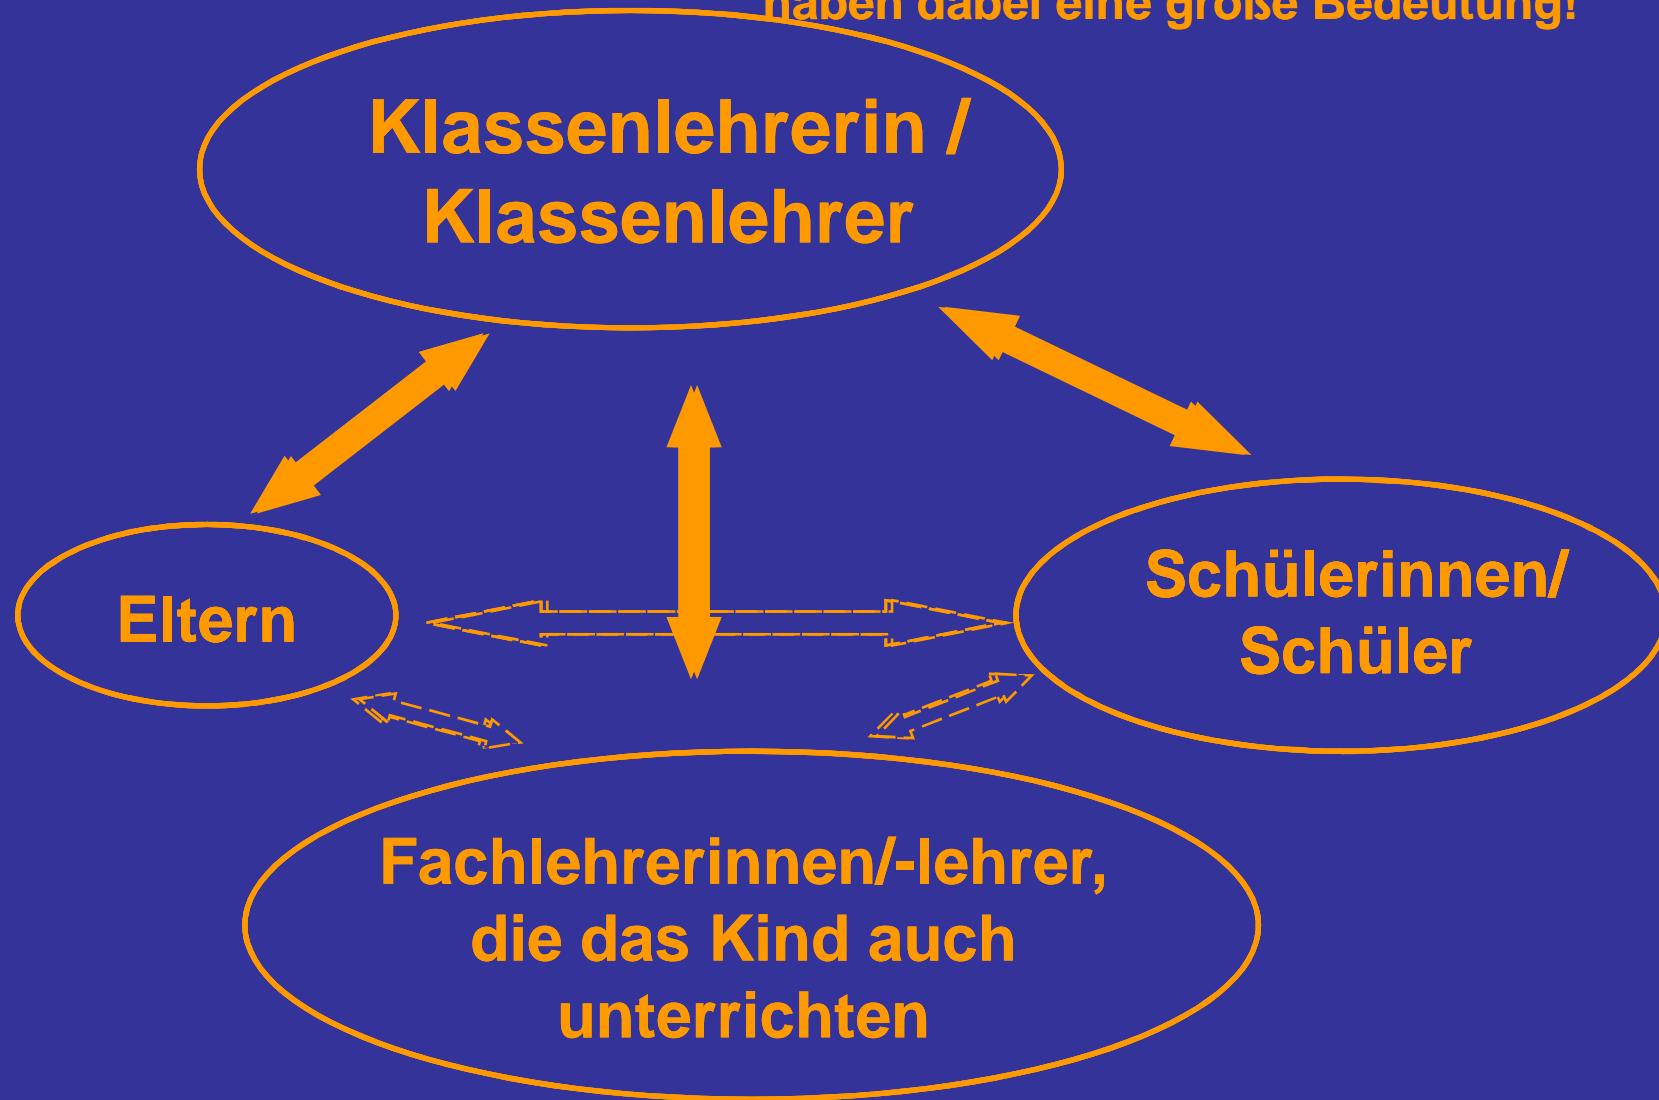 haben dabei eine große Bedeutung!
Klassenlehrerin /
Klassenlehrer
Eltern
Schülerinnen/
Schüler
Fachlehrerinnen/-lehrer,
die das Kind auch
unterrichten